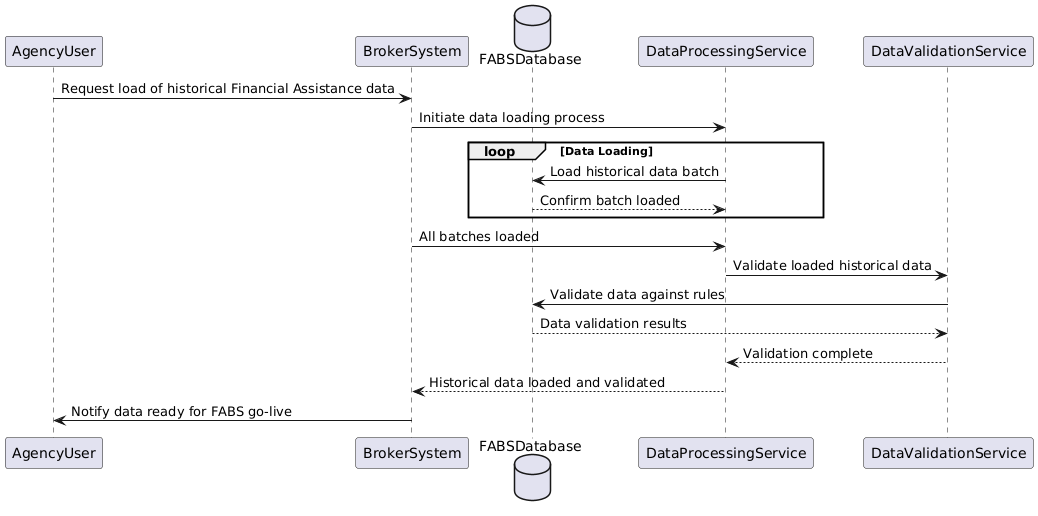 FABSDatabase
AgencyUser
BrokerSystem
DataProcessingService
DataValidationService
Request load of historical Financial Assistance data
Initiate data loading process
loop
[Data Loading]
Load historical data batch
Confirm batch loaded
All batches loaded
Validate loaded historical data
Validate data against rules
Data validation results
Validation complete
Historical data loaded and validated
Notify data ready for FABS go-live
AgencyUser
BrokerSystem
FABSDatabase
DataProcessingService
DataValidationService